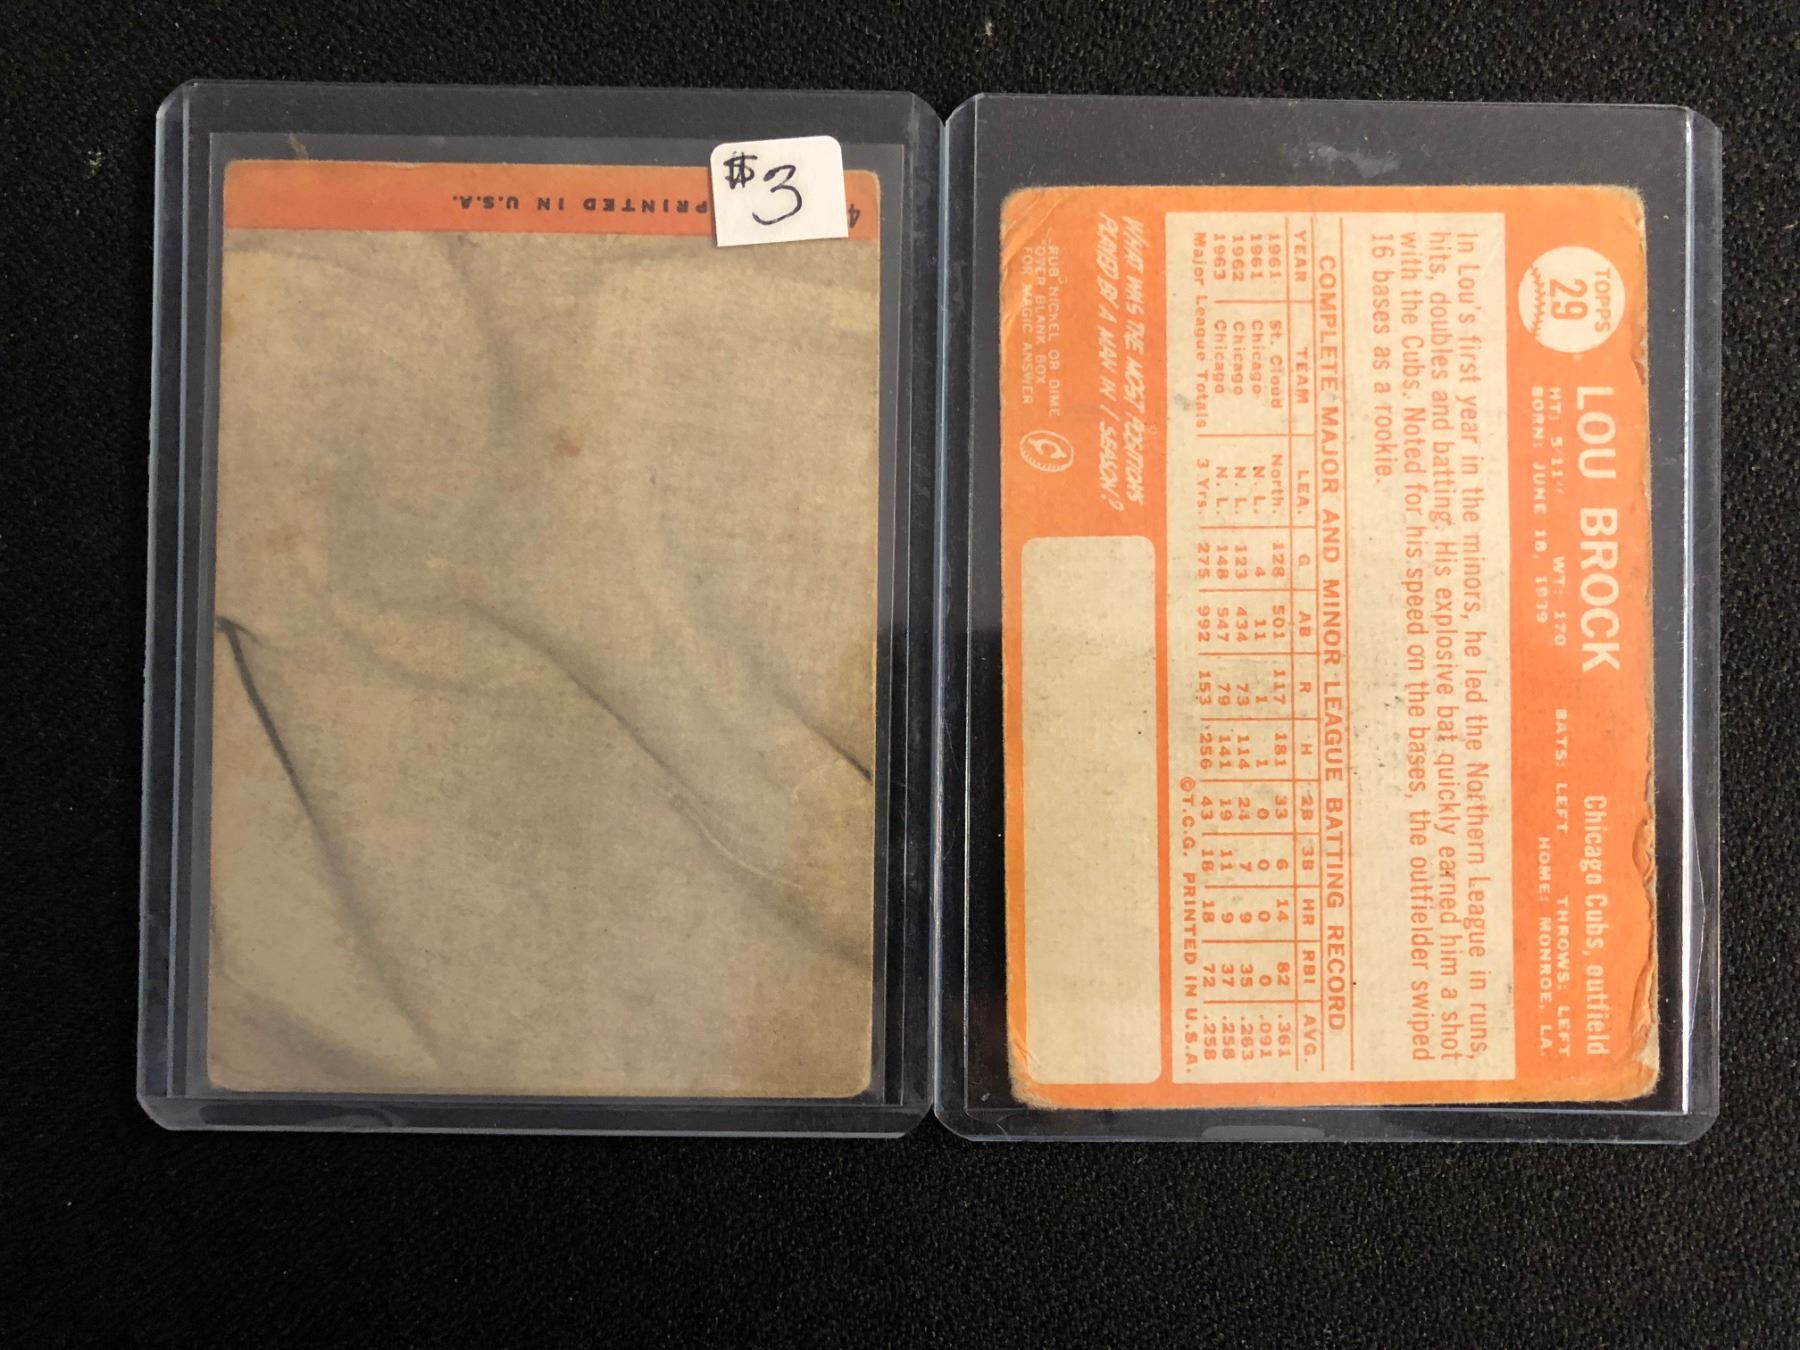 $3
4
PRINTED IN U.S.A.
TOPPS
29
LOU BROCK
Chicago Cubs, outfield
HT: 5'11" WT: 170 BATS: LEFT THROWS: LEFT
BORN: JUNE 18, 1939 HOME: MONROE, LA.
In Lou's first year in the minors, he led the Northern League in runs,
hits, doubles and batting. His explosive bat quickly earned him a shot
with the Cubs. Noted for his speed on the bases, the outfielder swiped
16 bases as a rookie.
COMPLETE MAJOR AND MINOR LEAGUE BATTING RECORD
YEAR TEAM LEA. G AB R H 2B 3B HR RBI AVG.
1961 St. Cloud North. 128 501 117 181 33 6 14 82 .361
1961 Chicago N. L. 4 11 1 1 0 0 0 0 .091
1962 Chicago N. L. 123 434 73 114 24 7 9 35 .263
1963 Chicago N. L. 148 547 79 141 19 11 9 37 .258
Major League Totals 3 Yrs. 275 992 153 256 43 18 18 72 .258
©T.C.G. PRINTED IN U.S.A.
WHAT WAS THE MOST POSITIONS
PLAYED BY A MAN IN 1 SEASON?
RUB NICKEL OR DIME
OVER BLANK BOX
FOR MAGIC ANSWER